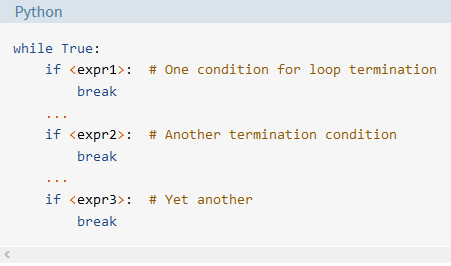 Python
while True:
    if <expr1>:  # One condition for loop termination
        break
    ...
    if <expr2>:  # Another termination condition
        break
    ...
    if <expr3>:  # Yet another
        break